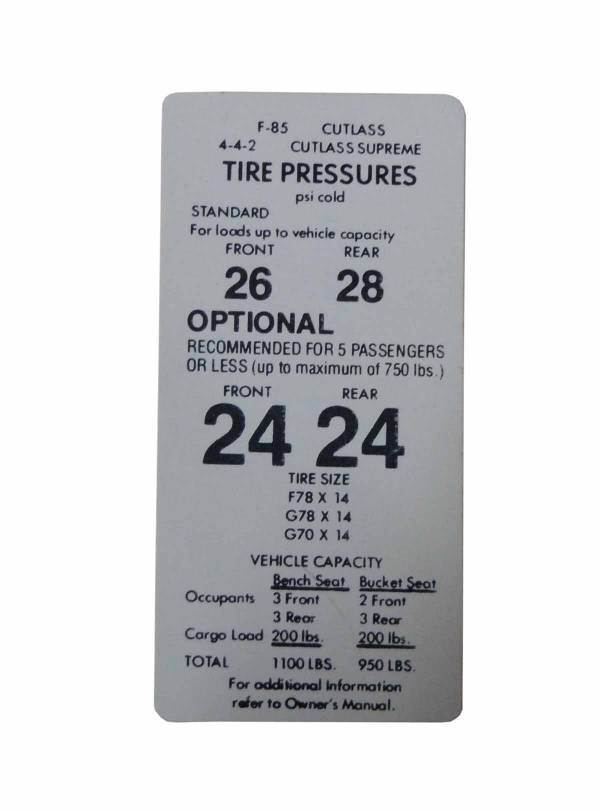 F-85 CUTLASS
4-4-2 CUTLASS SUPREME
TIRE PRESSURES
psi cold
STANDARD
For loads up to vehicle capacity
FRONT REAR
26 28
OPTIONAL
RECOMMENDED FOR 5 PASSENGERS
OR LESS (up to maximum of 750 lbs.)
FRONT REAR
24 24
TIRE SIZE
F78 X 14
G78 X 14
G70 X 14
VEHICLE CAPACITY
Bench Seat Bucket Seat
Occupants 3 Front 2 Front
3 Rear 3 Rear
Cargo Load 200 lbs. 200 lbs.
TOTAL 1100 LBS. 950 LBS.
For additional Information
refer to Owner's Manual.